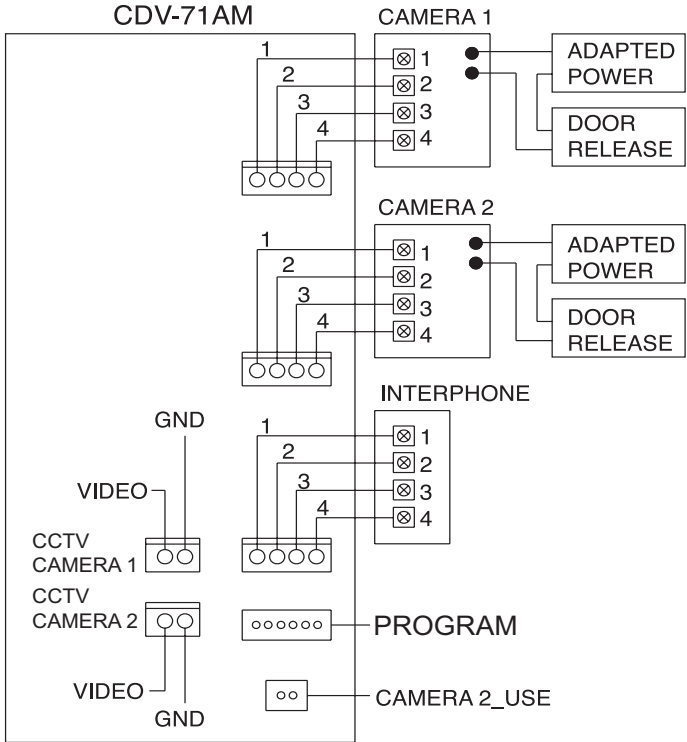 CDV-71AM
CAMERA 1
1
2
3
4
1
2
3
4
ADAPTED
POWER
DOOR
RELEASE
CAMERA 2
1
2
3
4
1
2
3
4
ADAPTED
POWER
DOOR
RELEASE
INTERPHONE
1
2
3
4
1
2
3
4
GND
VIDEO
CCTV
CAMERA 1
CCTV
CAMERA 2
VIDEO
GND
PROGRAM
CAMERA 2_USE